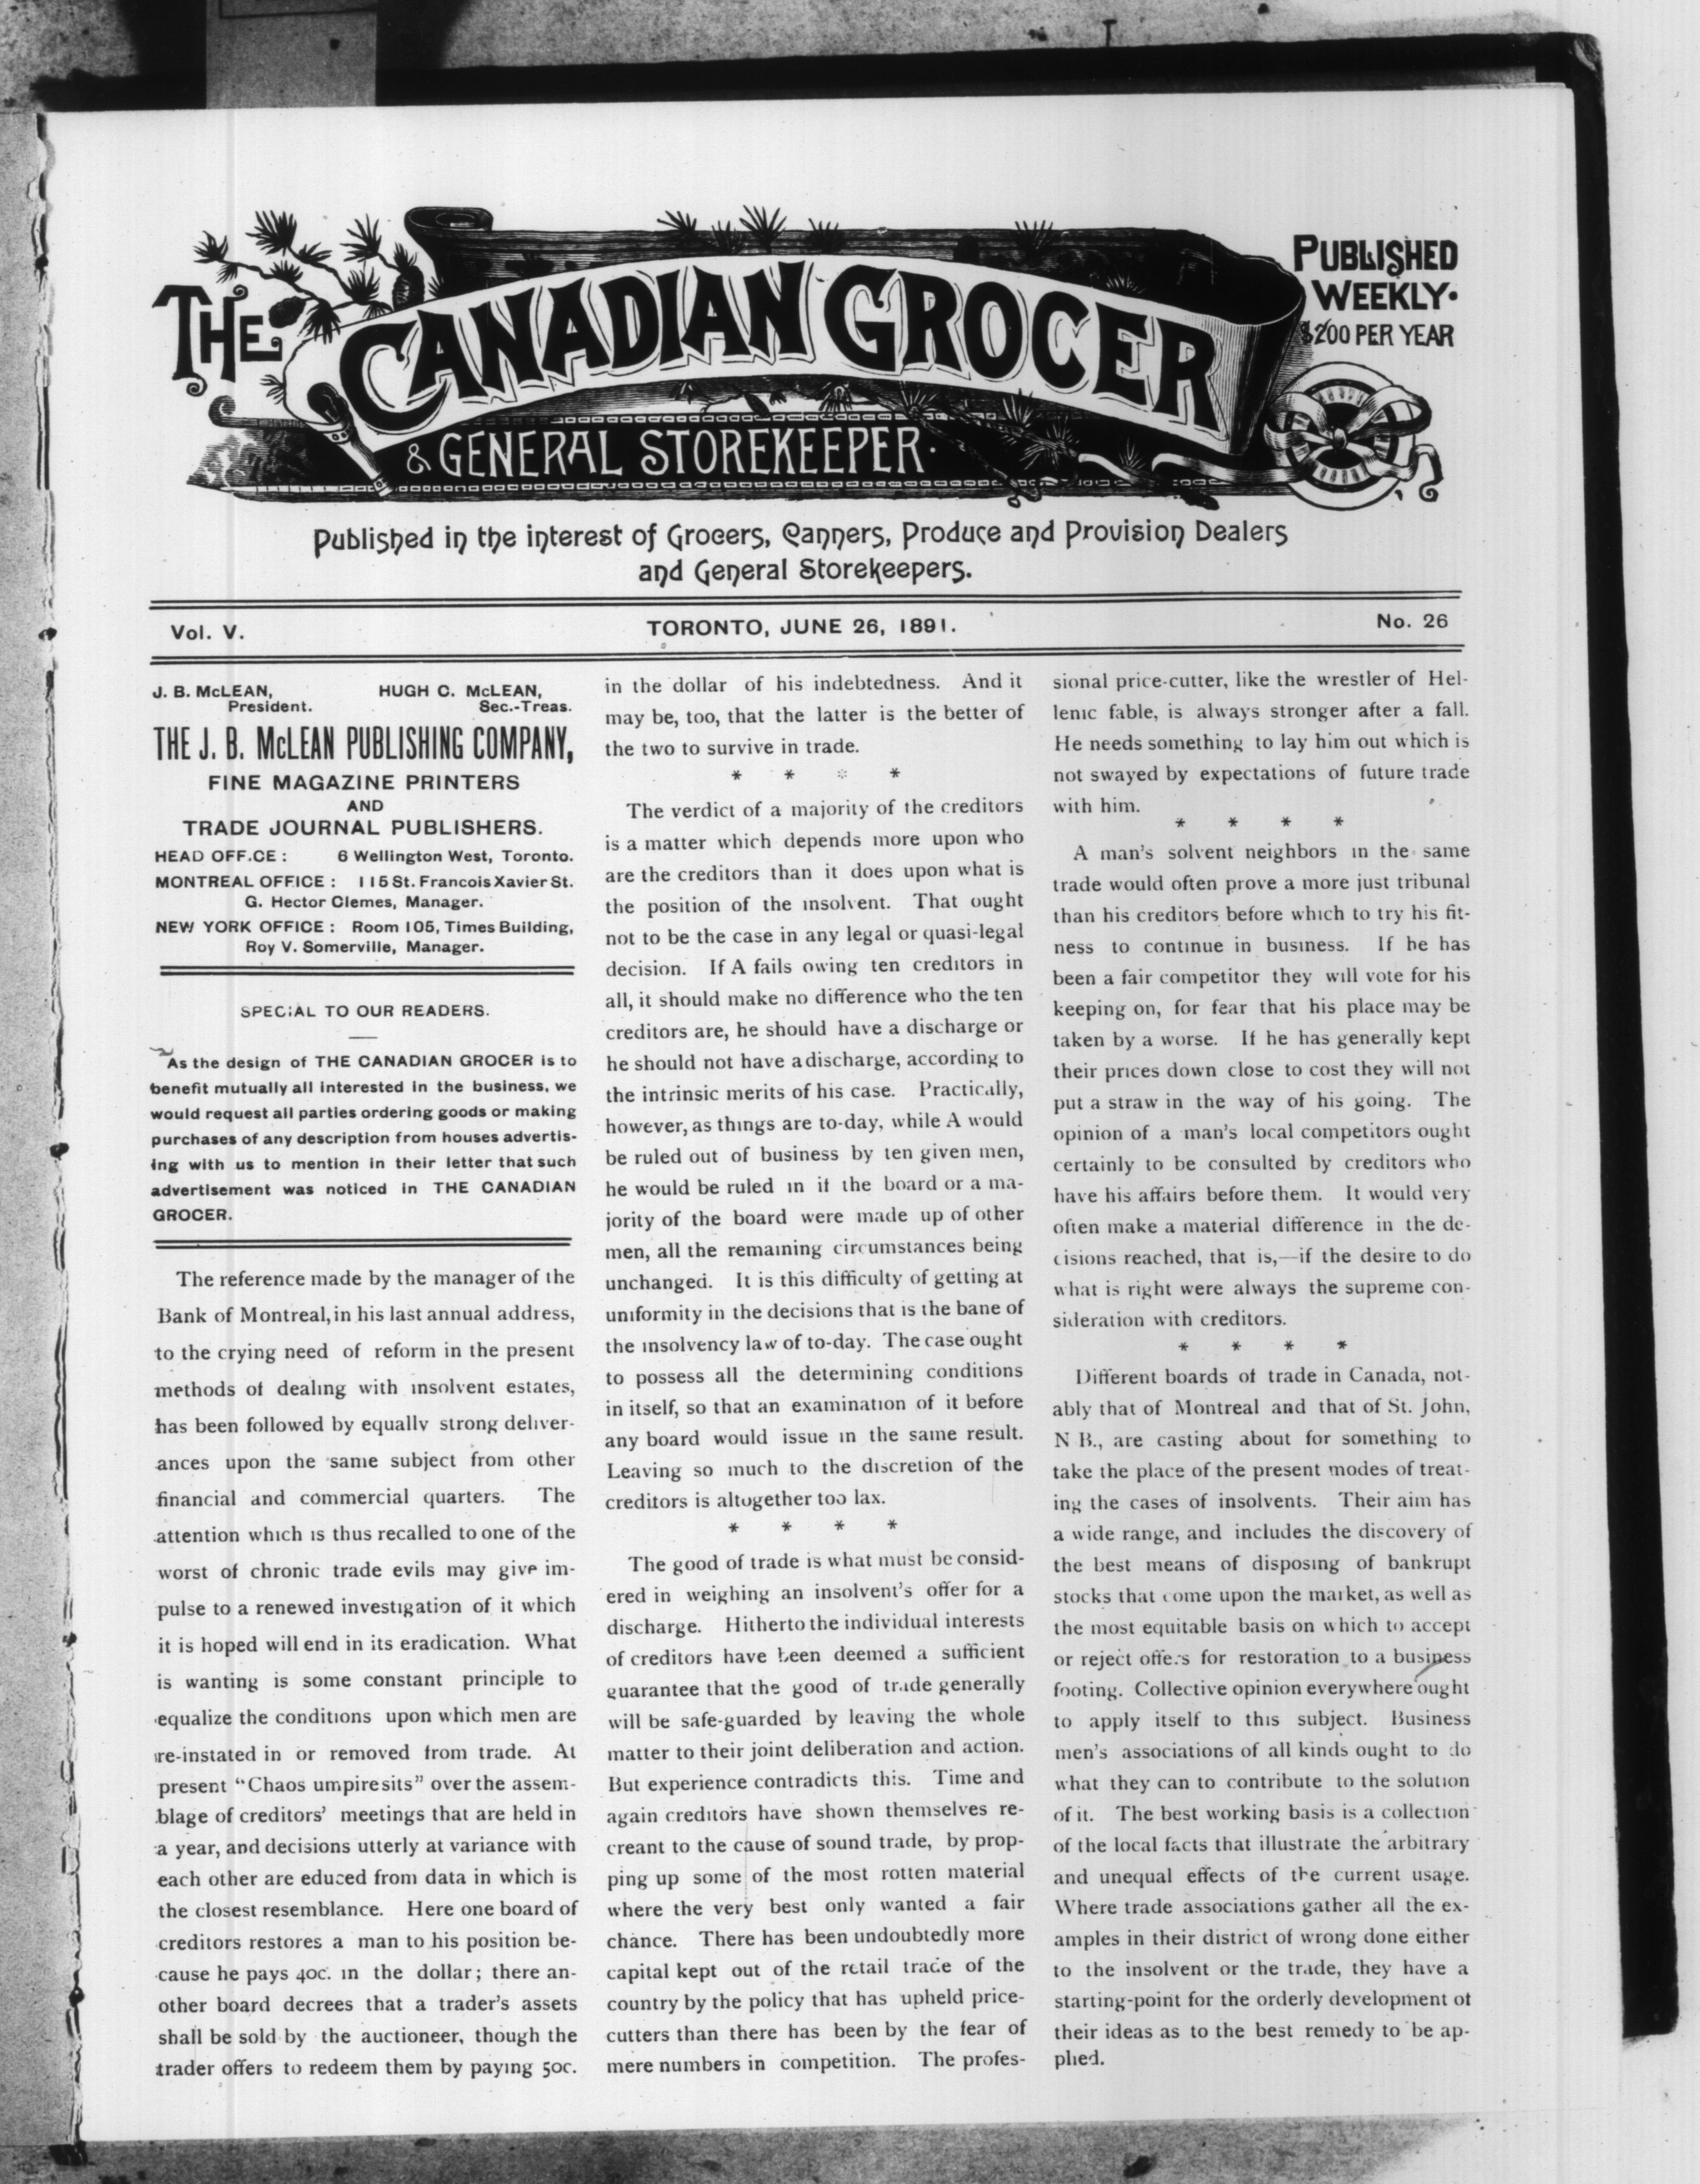 THE CANADIAN GROCER
& GENERAL STOREKEEPER.
PUBLISHED
WEEKLY.
$200 PER YEAR
Published in the interest of Grocers, Canners, Produce and Provision Dealers
and General Storekeepers.
Vol. V. TORONTO, JUNE 26, 1891. No. 26
J. B. McLEAN, HUGH C. McLEAN,
President. Sec.-Treas.
THE J. B. McLEAN PUBLISHING COMPANY,
FINE MAGAZINE PRINTERS
AND
TRADE JOURNAL PUBLISHERS.
HEAD OFFICE: 6 Wellington West, Toronto.
MONTREAL OFFICE: 115 St. Francois Xavier St.
G. Hector Clemes, Manager.
NEW YORK OFFICE: Room 105, Times Building,
Roy V. Somerville, Manager.
SPECIAL TO OUR READERS.
As the design of THE CANADIAN GROCER is to
benefit mutually all interested in the business, we
would request all parties ordering goods or making
purchases of any description from houses advertis-
ing with us to mention in their letter that such
advertisement was noticed in THE CANADIAN
GROCER.
The reference made by the manager of the
Bank of Montreal, in his last annual address,
to the crying need of reform in the present
methods of dealing with insolvent estates,
has been followed by equally strong deliver-
ances upon the same subject from other
financial and commercial quarters. The
attention which is thus recalled to one of the
worst of chronic trade evils may give im-
pulse to a renewed investigation of it which
it is hoped will end in its eradication. What
is wanting is some constant principle to
equalize the conditions upon which men are
re-instated in or removed from trade. At
present "Chaos umpire sits" over the assem-
blage of creditors' meetings that are held in
a year, and decisions utterly at variance with
each other are educed from data in which is
the closest resemblance. Here one board of
creditors restores a man to his position be-
cause he pays 40c. in the dollar; there an-
other board decrees that a trader's assets
shall be sold by the auctioneer, though the
trader offers to redeem them by paying 50c.
in the dollar of his indebtedness. And it
may be, too, that the latter is the better of
the two to survive in trade.
* * * *
The verdict of a majority of the creditors
is a matter which depends more upon who
are the creditors than it does upon what is
the position of the insolvent. That ought
not to be the case in any legal or quasi-legal
decision. If A fails owing ten creditors in
all, it should make no difference who the ten
creditors are, he should have a discharge or
he should not have a discharge, according to
the intrinsic merits of his case. Practically,
however, as things are to-day, while A would
be ruled out of business by ten given men,
he would be ruled in if the board or a ma-
jority of the board were made up of other
men, all the remaining circumstances being
unchanged. It is this difficulty of getting at
uniformity in the decisions that is the bane of
the insolvency law of to-day. The case ought
to possess all the determining conditions
in itself, so that an examination of it before
any board would issue in the same result.
Leaving so much to the discretion of the
creditors is altogether too lax.
* * * *
The good of trade is what must be consid-
ered in weighing an insolvent's offer for a
discharge. Hitherto the individual interests
of creditors have been deemed a sufficient
guarantee that the good of trade generally
will be safe-guarded by leaving the whole
matter to their joint deliberation and action.
But experience contradicts this. Time and
again creditors have shown themselves re-
creant to the cause of sound trade, by prop-
ping up some of the most rotten material
where the very best only wanted a fair
chance. There has been undoubtedly more
capital kept out of the retail trade of the
country by the policy that has upheld price-
cutters than there has been by the fear of
mere numbers in competition. The profes-
sional price-cutter, like the wrestler of Hel-
lenic fable, is always stronger after a fall.
He needs something to lay him out which is
not swayed by expectations of future trade
with him.
* * * *
A man's solvent neighbors in the same
trade would often prove a more just tribunal
than his creditors before which to try his fit-
ness to continue in business. If he has
been a fair competitor they will vote for his
keeping on, for fear that his place may be
taken by a worse. If he has generally kept
their prices down close to cost they will not
put a straw in the way of his going. The
opinion of a man's local competitors ought
certainly to be consulted by creditors who
have his affairs before them. It would very
often make a material difference in the de-
cisions reached, that is,—if the desire to do
what is right were always the supreme con-
sideration with creditors.
* * * *
Different boards of trade in Canada, not-
ably that of Montreal and that of St. John,
N B., are casting about for something to
take the place of the present modes of treat-
ing the cases of insolvents. Their aim has
a wide range, and includes the discovery of
the best means of disposing of bankrupt
stocks that come upon the market, as well as
the most equitable basis on which to accept
or reject offers for restoration to a business
footing. Collective opinion everywhere ought
to apply itself to this subject. Business
men's associations of all kinds ought to do
what they can to contribute to the solution
of it. The best working basis is a collection
of the local facts that illustrate the arbitrary
and unequal effects of the current usage.
Where trade associations gather all the ex-
amples in their district of wrong done either
to the insolvent or the trade, they have a
starting-point for the orderly development of
their ideas as to the best remedy to be ap-
plied.